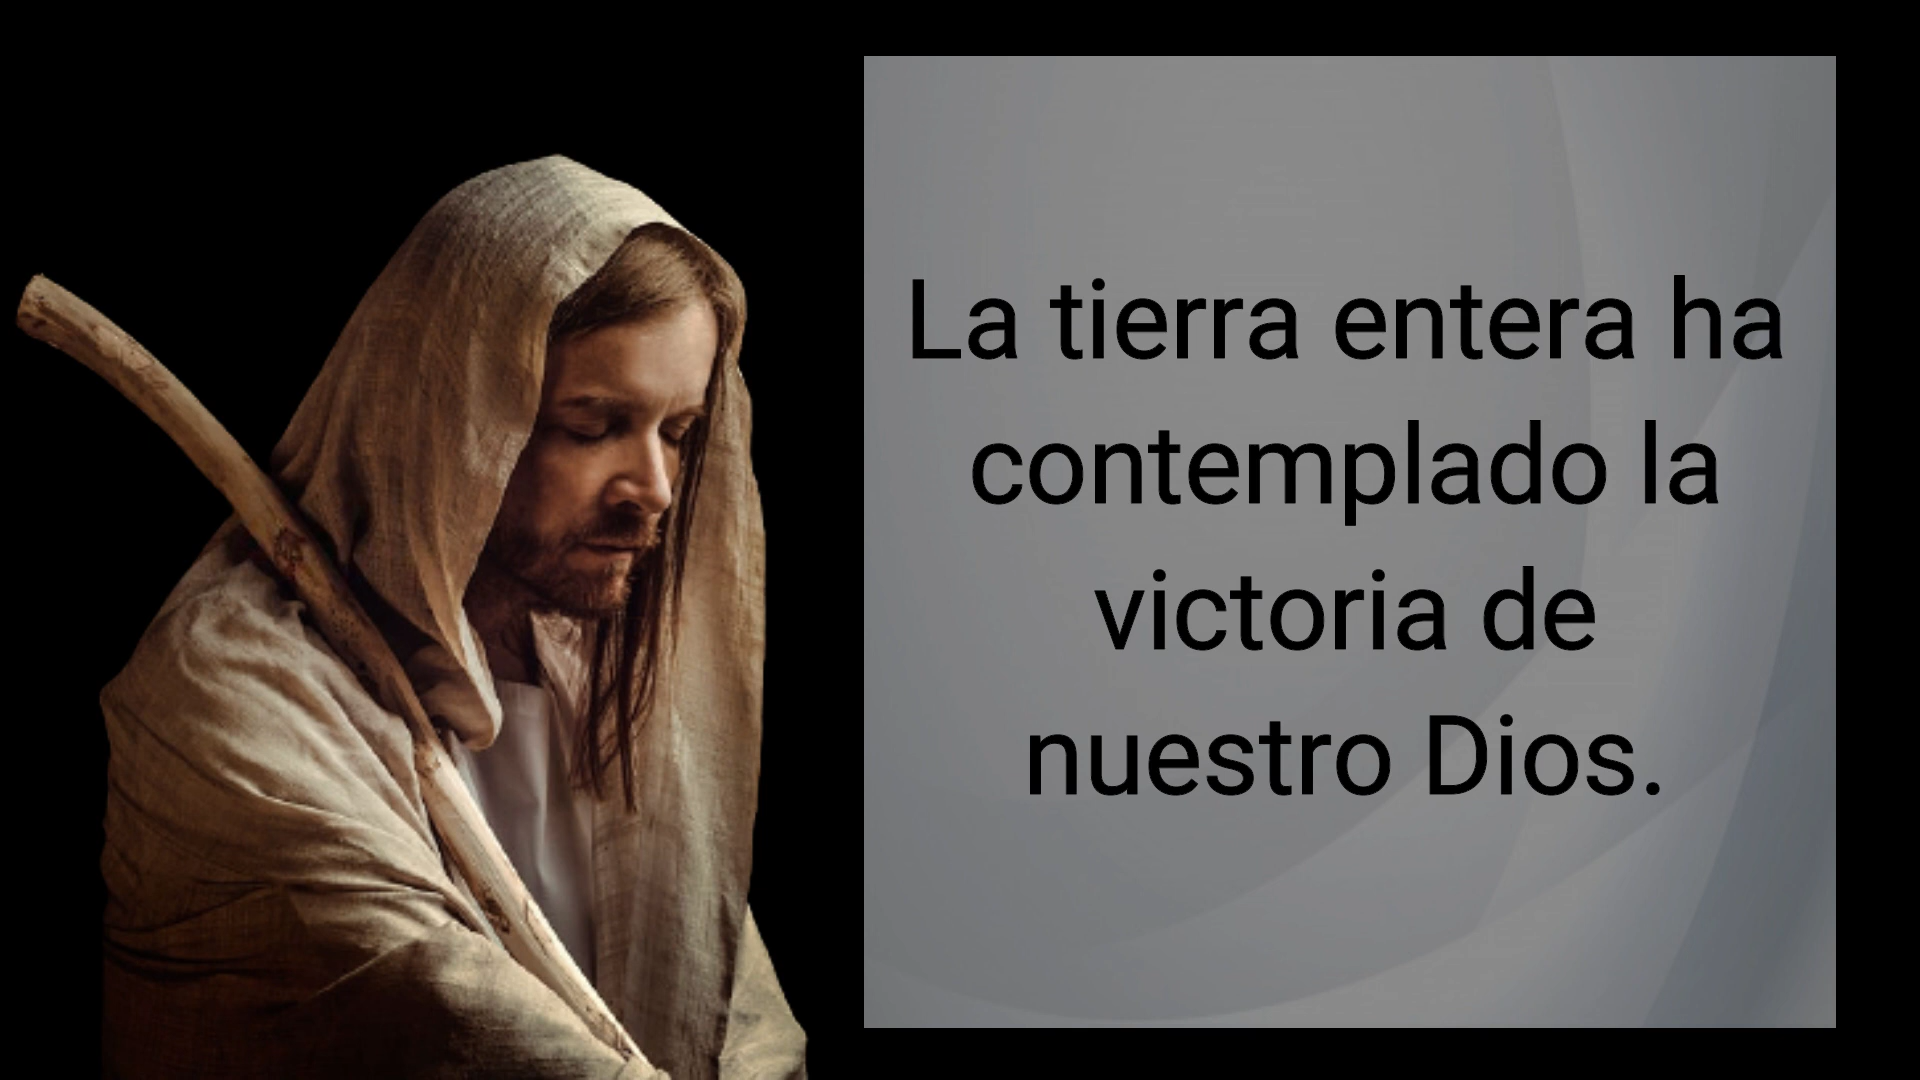 La tierra entera ha
contemplado la
victoria de
nuestro Dios.